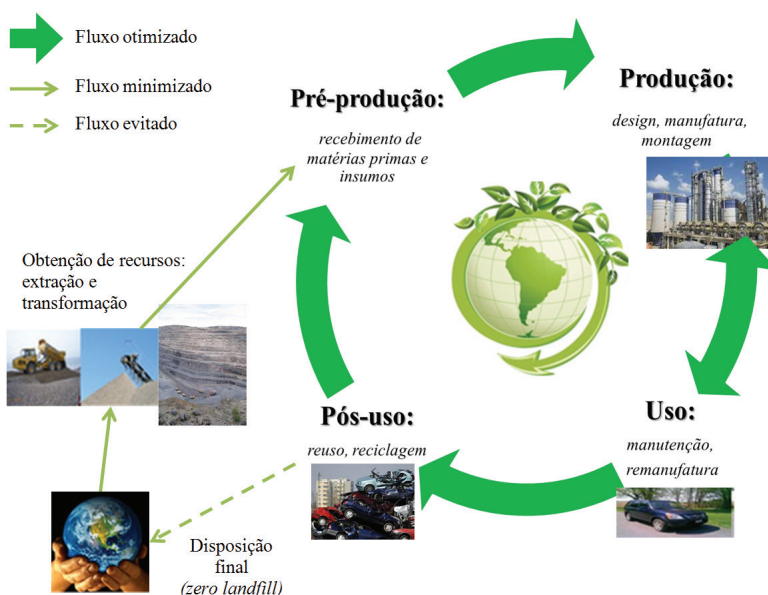 Fluxo otimizado
Fluxo minimizado
Fluxo evitado
Pré-produção:
recebimento de
matérias primas e
insumos
Produção:
design, manufatura,
montagem
Obtenção de recursos:
extração e
transformação
Pós-uso:
reuso, reciclagem
Uso:
manutenção,
remanufatura
Disposição
final
(zero landfill)